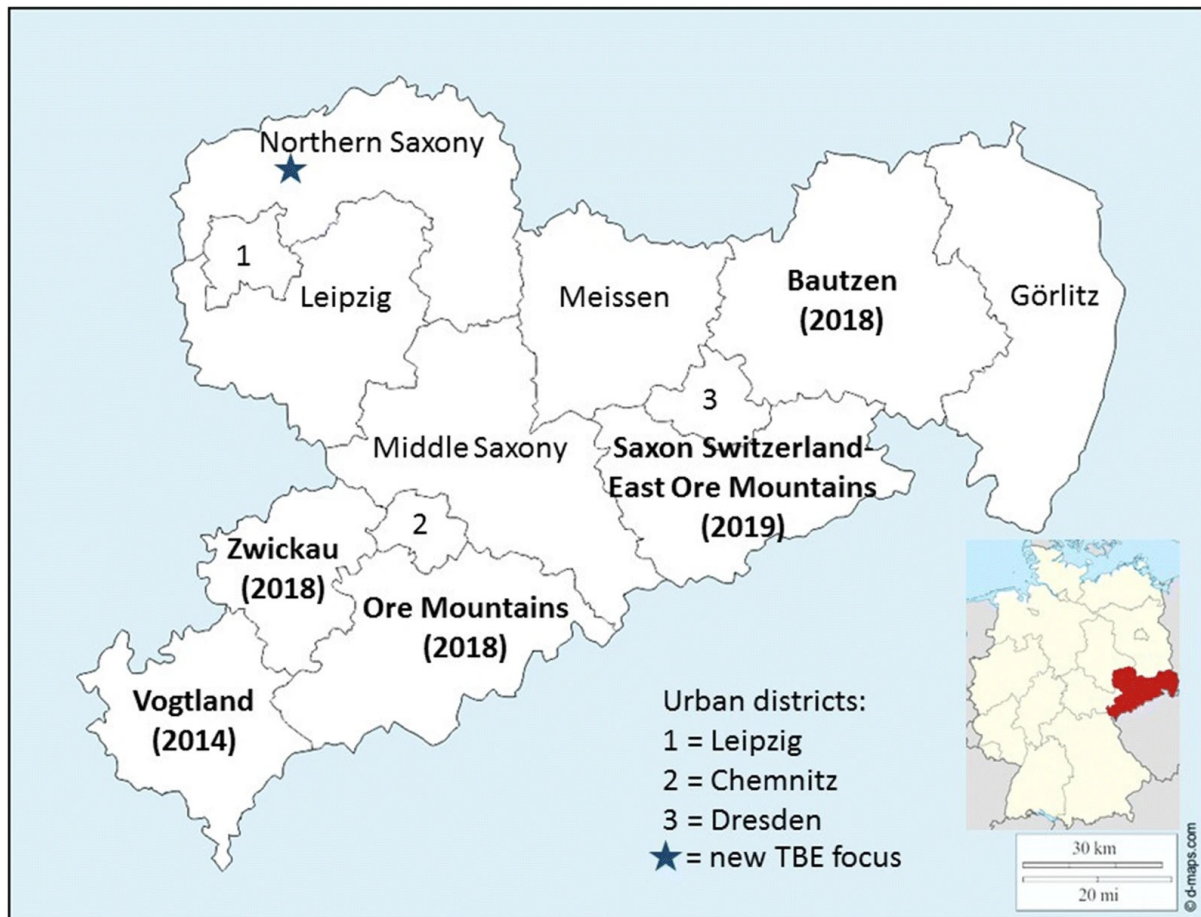 Northern Saxony
1
Leipzig
Meissen
Bautzen
(2018)
Görlitz
3
Middle Saxony
Saxon Switzerland-
East Ore Mountains
(2019)
2
Zwickau
(2018)
Ore Mountains
(2018)
Vogtland
(2014)
Urban districts:
1 = Leipzig
2 = Chemnitz
3 = Dresden
★ = new TBE focus
30 km
20 mi
© d-maps.com